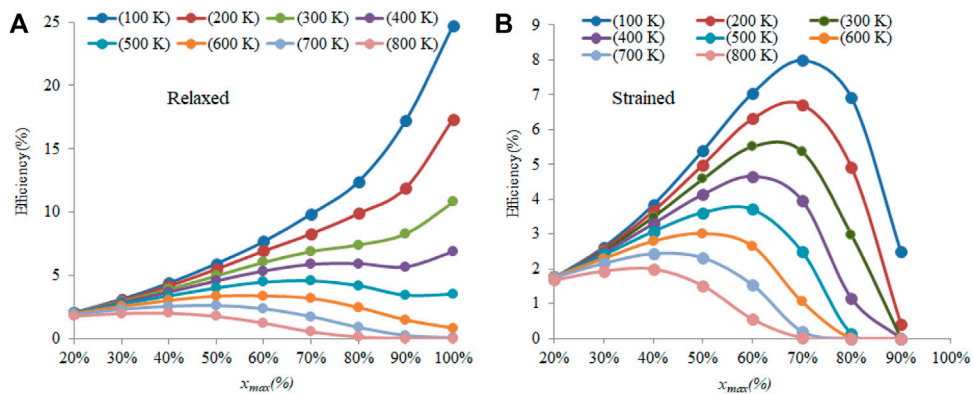 A
(100 K) (200 K) (300 K) (400 K)
(500 K) (600 K) (700 K) (800 K)
Relaxed
Efficiency(%)
25
20
15
10
5
0
20% 30% 40% 50% 60% 70% 80% 90% 100%
xmax(%)
B
(100 K) (200 K) (300 K)
(400 K) (500 K) (600 K)
(700 K) (800 K)
Strained
Efficiency(%)
9
8
7
6
5
4
3
2
1
0
20% 30% 40% 50% 60% 70% 80% 90% 100%
xmax(%)